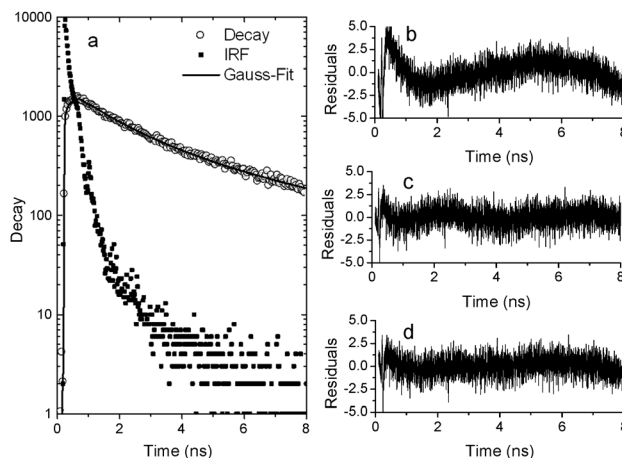 a
Decay
IRF
Gauss-Fit
10000
1000
100
10
1
Decay
0 2 4 6 8
Time (ns)
b
Residuals
5.0
2.5
0.0
-2.5
-5.0
0 2 4 6 8
Time (ns)
c
Residuals
5.0
2.5
0.0
-2.5
-5.0
0 2 4 6 8
Time (ns)
d
Residuals
5.0
2.5
0.0
-2.5
-5.0
0 2 4 6 8
Time (ns)